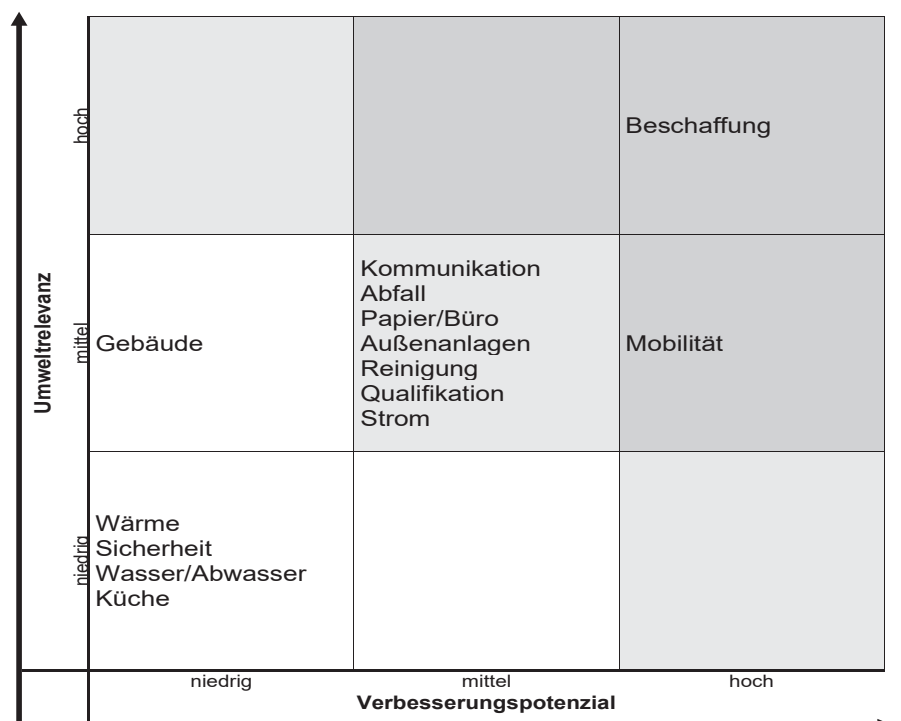 hoch
Beschaffung
Umweltrelevanz
mittel
Gebäude
Kommunikation
Abfall
Papier/Büro
Außenanlagen
Reinigung
Qualifikation
Strom
Mobilität
niedrig
Wärme
Sicherheit
Wasser/Abwasser
Küche
niedrig
mittel
hoch
Verbesserungspotenzial